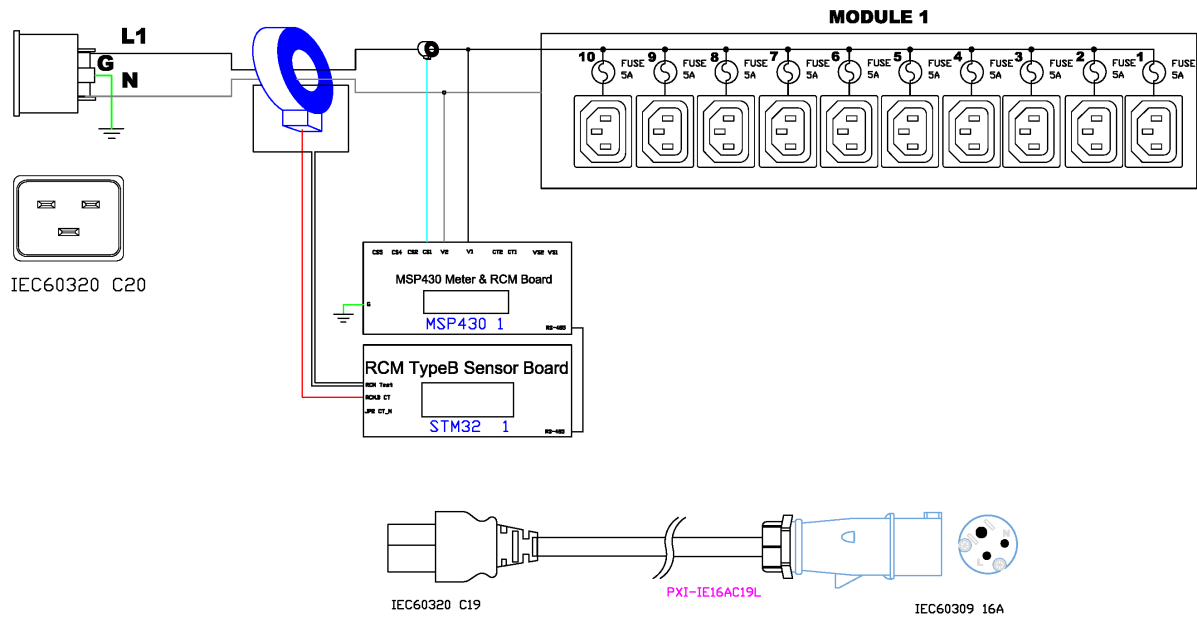 MODULE 1
L1
G
N
10 9 8 7 6 5 4 3 2 1
FUSE FUSE FUSE FUSE FUSE FUSE FUSE FUSE FUSE FUSE
5A 5A 5A 5A 5A 5A 5A 5A 5A 5A
IEC60320 C20
CS3 CS4 CS2 CS1 V2 V1 CT2 CT1 VS2 VS1
MSP430 Meter & RCM Board
G
MSP430 1
RS-485
RCM TypeB Sensor Board
RCM Test
RCM.B CT
JPR CT_N
STM32 1
RS-485
N
L
IEC60320 C19
PXI-IE16AC19L
IEC60309 16A